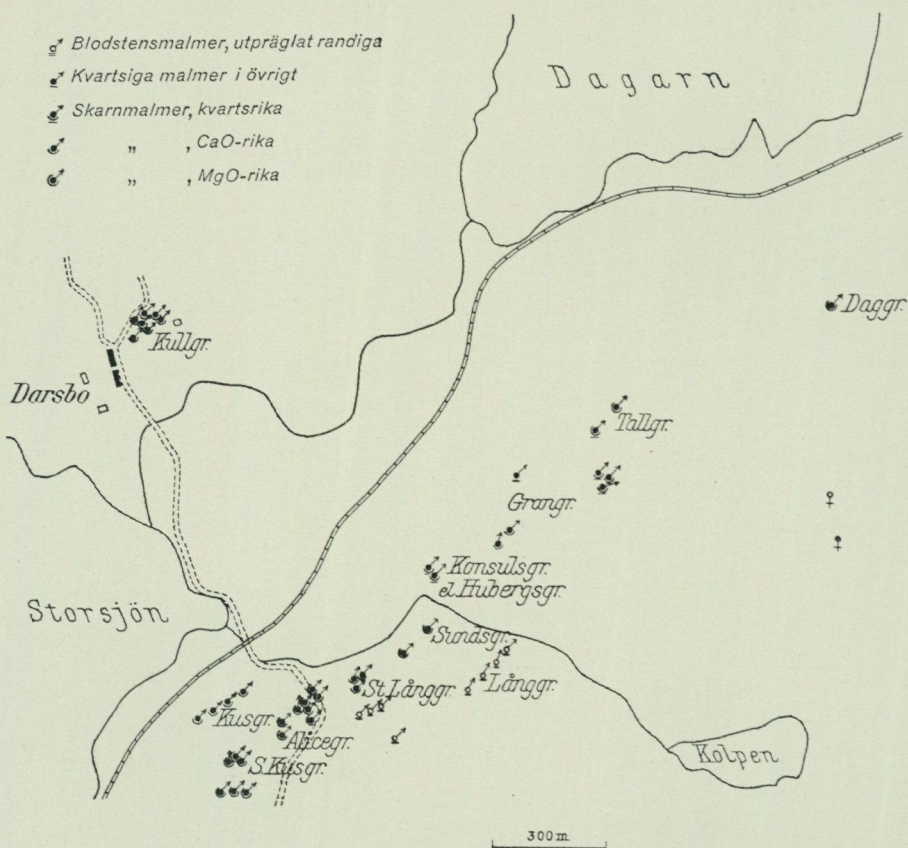 Blodstensmalmer, utpräglat randiga
Kvartsiga malmer i övrigt
Skarnmalmer, kvartsrika
„ , CaO-rika
„ , MgO-rika
Dagarn
Daggr.
Kullgr.
Darsbo
Tallgr.
Grangr.
Konsulsgr.
el. Hubergsgr.
Storsjön
Sundsgr.
St. Långgr.
Långgr.
Kusgr.
Alicegr.
S. Kusgr.
Kolpen
300 m.